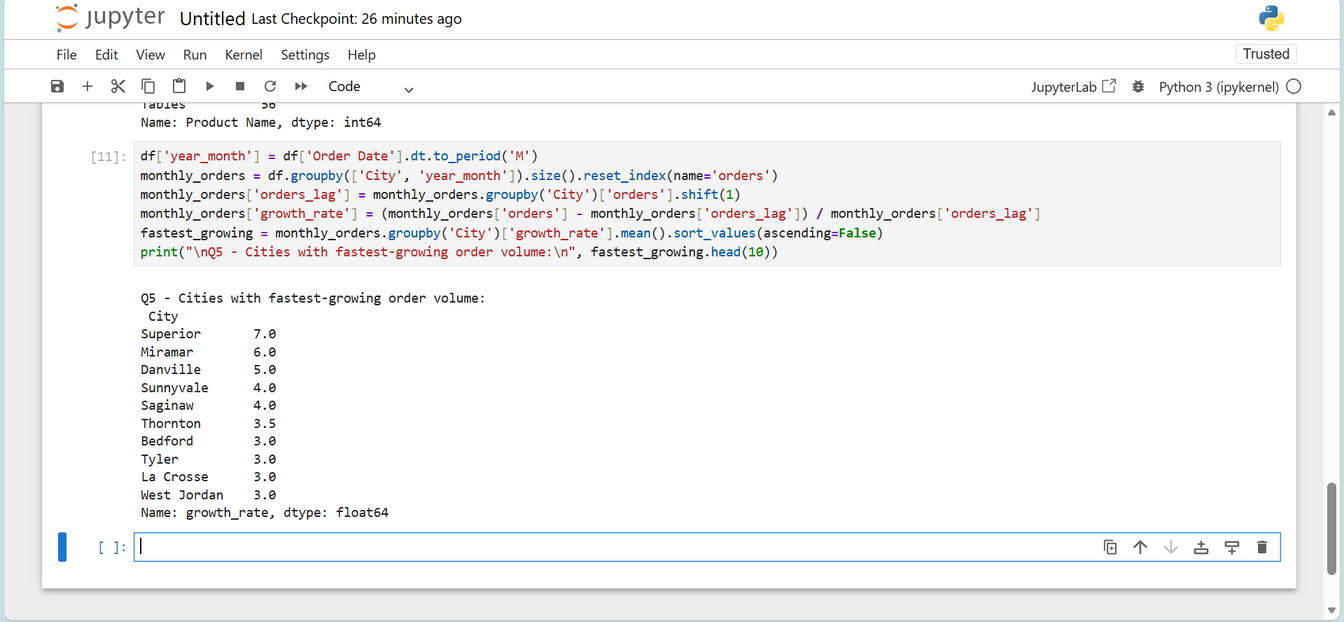 jupyter Untitled Last Checkpoint: 26 minutes ago
File Edit View Run Kernel Settings Help Trusted
Code JupyterLab Python 3 (ipykernel)
Tables 56
Name: Product Name, dtype: int64
[11]: df['year_month'] = df['Order Date'].dt.to_period('M')
monthly_orders = df.groupby(['City', 'year_month']).size().reset_index(name='orders')
monthly_orders['orders_lag'] = monthly_orders.groupby('City')['orders'].shift(1)
monthly_orders['growth_rate'] = (monthly_orders['orders'] - monthly_orders['orders_lag']) / monthly_orders['orders_lag']
fastest_growing = monthly_orders.groupby('City')['growth_rate'].mean().sort_values(ascending=False)
print("\nQ5 - Cities with fastest-growing order volume:\n", fastest_growing.head(10))
Q5 - Cities with fastest-growing order volume:
City
Superior 7.0
Miramar 6.0
Danville 5.0
Sunnyvale 4.0
Saginaw 4.0
Thornton 3.5
Bedford 3.0
Tyler 3.0
La Crosse 3.0
West Jordan 3.0
Name: growth_rate, dtype: float64
[ ]: